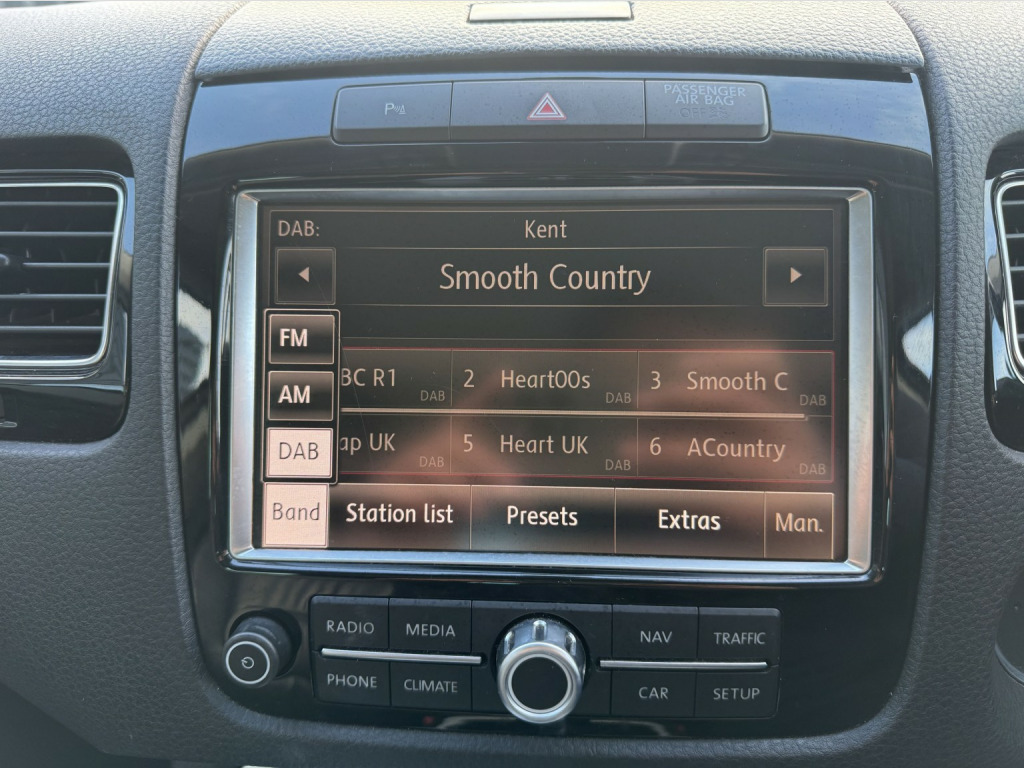 P
PASSENGER
AIR BAG
OFF
DAB:
Kent
Smooth Country
FM
AM
DAB
Band
BC R1
DAB
2 Heart00s
DAB
3 Smooth C
DAB
ap UK
DAB
5 Heart UK
DAB
6 ACountry
DAB
Station list
Presets
Extras
Man.
RADIO
MEDIA
NAV
TRAFFIC
PHONE
CLIMATE
CAR
SETUP